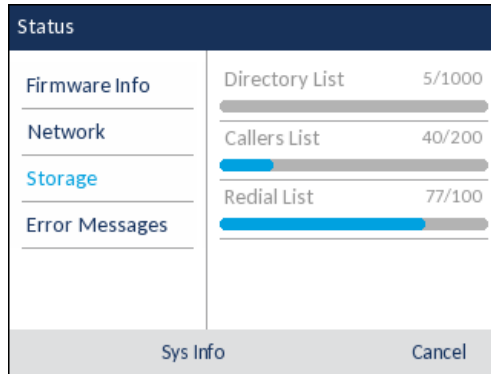 Status
Firmware Info
Network
Storage
Error Messages
Directory List 5/1000
Callers List 40/200
Redial List 77/100
Sys Info Cancel